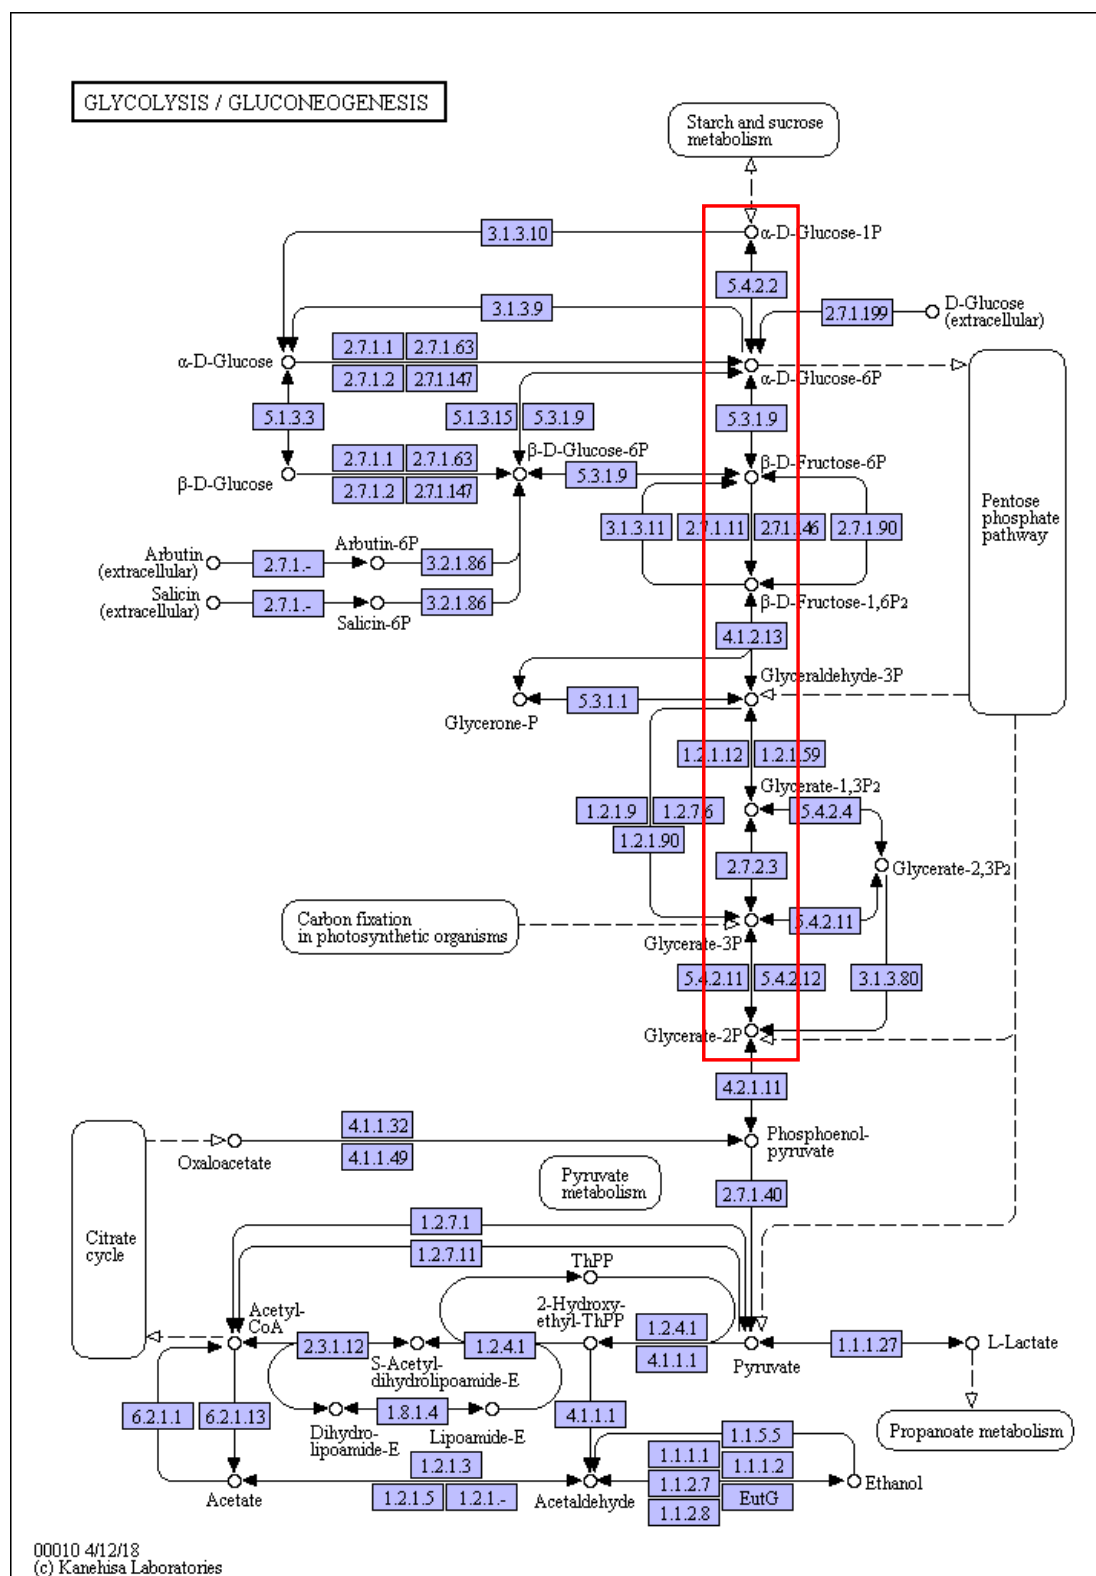 GLYCOLYSIS / GLUCONEOGENESIS
Starch and sucrose
metabolism
3.1.3.10
α-D-Glucose-1P
5.4.2.2
3.1.3.9
2.7.1.199
D-Glucose
(extracellular)
α-D-Glucose
2.7.1.1
2.7.1.63
2.7.1.2
2.7.1.147
α-D-Glucose-6P
5.1.3.3
5.1.3.15
5.3.1.9
5.3.1.9
β-D-Glucose
2.7.1.1
2.7.1.63
2.7.1.2
2.7.1.147
β-D-Glucose-6P
5.3.1.9
β-D-Fructose-6P
Pentose
phosphate
pathway
3.1.3.11
2.7.1.11
2.7.1.146
2.7.1.90
Arbutin
(extracellular)
2.7.1.-
Arbutin-6P
3.2.1.86
Salicin
(extracellular)
2.7.1.-
Salicin-6P
3.2.1.86
β-D-Fructose-1,6P2
4.1.2.13
Glyceraldehyde-3P
Glycerone-P
5.3.1.1
1.2.1.12
1.2.1.59
Glycerate-1,3P2
1.2.1.9
1.2.7.6
1.2.1.90
5.4.2.4
2.7.2.3
Glycerate-2,3P2
Carbon fixation
in photosynthetic organisms
5.4.2.11
Glycerate-3P
5.4.2.11
5.4.2.12
3.1.3.80
Glycerate-2P
4.2.1.11
4.1.1.32
Oxaloacetate
4.1.1.49
Phosphoenol-
pyruvate
Pyruvate
metabolism
2.7.1.40
Citrate
cycle
1.2.7.1
1.2.7.11
ThPP
2-Hydroxy-
ethyl-ThPP
Acetyl-
CoA
2.3.1.12
S-Acetyl-
dihydrolipoamide-E
1.2.4.1
1.2.4.1
4.1.1.1
Pyruvate
1.1.1.27
L-Lactate
6.2.1.1
6.2.1.13
Dihydro-
lipoamide-E
1.8.1.4
Lipoamide-E
4.1.1.1
Propanoate metabolism
1.1.5.5
1.1.1.1
1.1.1.2
1.1.2.7
EutG
1.1.2.8
Ethanol
1.2.1.3
Acetate
1.2.1.5
1.2.1.-
Acetaldehyde
00010 4/12/18
(c) Kanehisa Laboratories